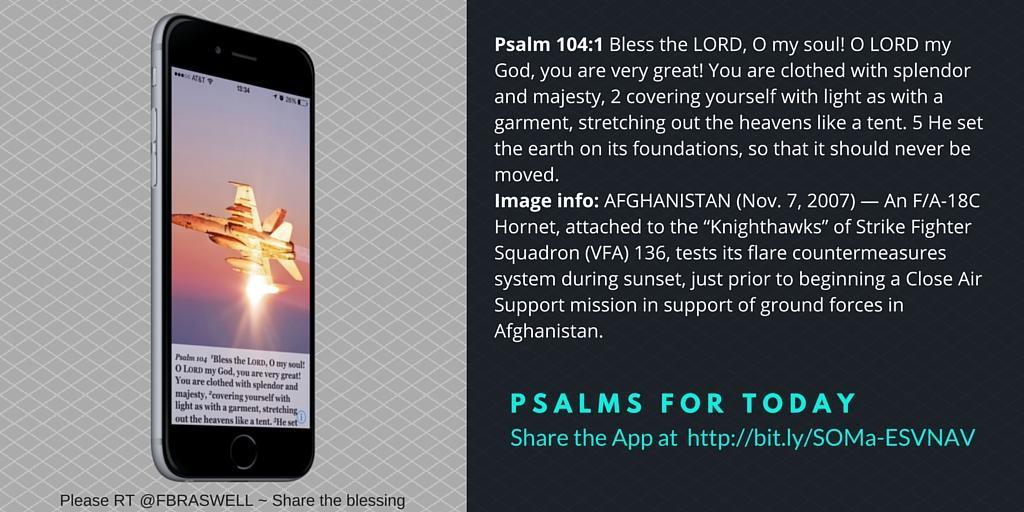 ●●●○○ AT&T
13:34
26%
Psalm 104 ¹Bless the LORD, O my soul!
O LORD my God, you are very great!
You are clothed with splendor and
majesty, ²covering yourself with
light as with a garment, stretching
out the heavens like a tent. ⁵He set
Please RT @FBRASWELL ~ Share the blessing
Psalm 104:1 Bless the LORD, O my soul! O LORD my
God, you are very great! You are clothed with splendor
and majesty, 2 covering yourself with light as with a
garment, stretching out the heavens like a tent. 5 He set
the earth on its foundations, so that it should never be
moved.
Image info: AFGHANISTAN (Nov. 7, 2007) — An F/A-18C
Hornet, attached to the “Knighthawks” of Strike Fighter
Squadron (VFA) 136, tests its flare countermeasures
system during sunset, just prior to beginning a Close Air
Support mission in support of ground forces in
Afghanistan.
PSALMS FOR TODAY
Share the App at http://bit.ly/SOMa-ESVNAV